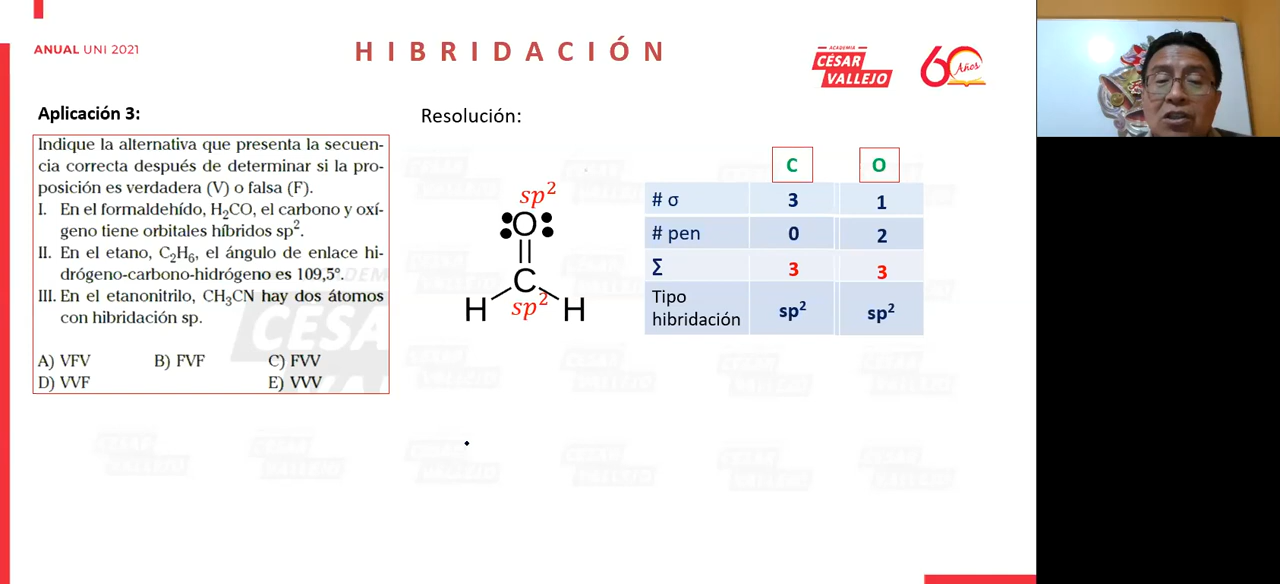 ANUAL UNI 2021
HIBRIDACIÓN
ACADEMIA
CÉSAR
VALLEJO
60 Años
Aplicación 3:
Indique la alternativa que presenta la secuen-
cia correcta después de determinar si la pro-
posición es verdadera (V) o falsa (F).
I. En el formaldehído, H₂CO, el carbono y oxí-
geno tiene orbitales híbridos sp².
II. En el etano, C₂H₆, el ángulo de enlace hi-
drógeno-carbono-hidrógeno es 109,5°.
III. En el etanonitrilo, CH₃CN hay dos átomos
con hibridación sp.
A) VFV B) FVF C) FVV
D) VVF E) VVV
Resolución:
sp²
O
C
H sp² H
C O
# σ 3 1
# pen 0 2
Σ 3 3
Tipo
hibridación sp² sp²